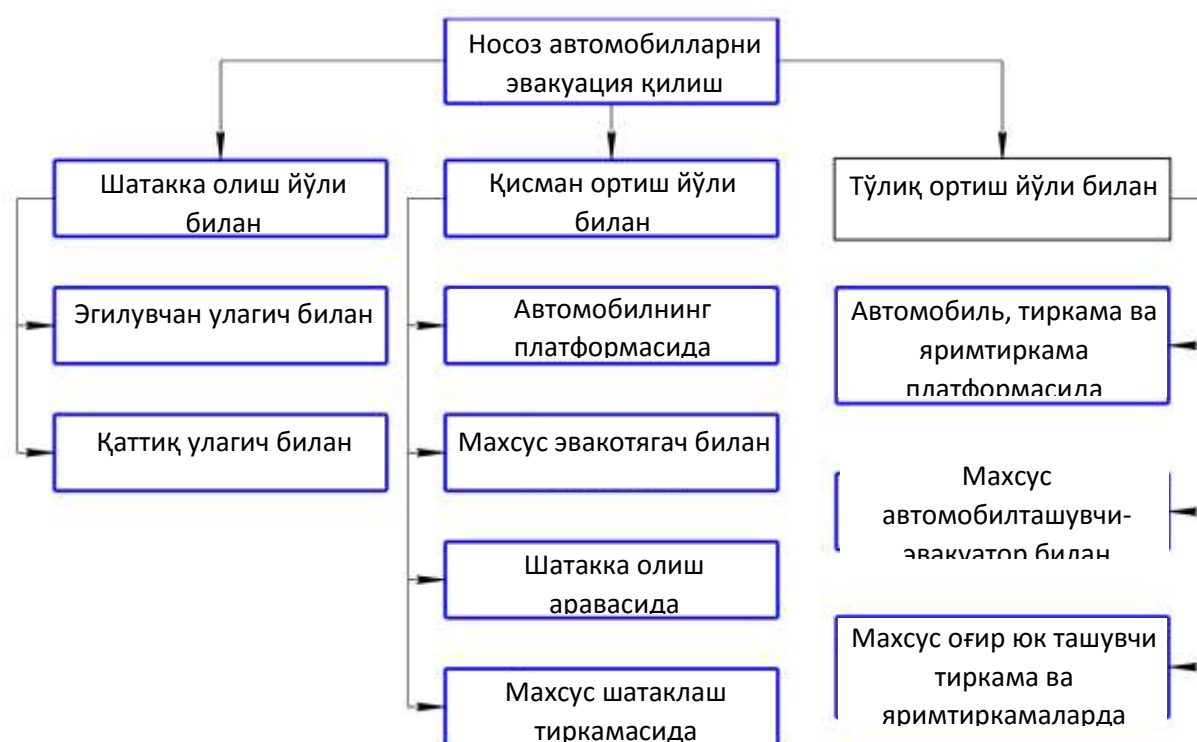 Носоз автомобилларни
эвакуация қилиш
Шатакка олиш йўли
билан
Эгилувчан улагич билан
Қаттиқ улагич билан
Қисман ортиш йўли
билан
Автомобилнинг
платформасида
Махсус эвакотягач билан
Шатакка олиш
аравасида
Махсус шатаклаш
тиркамасида
Тўлиқ ортиш йўли билан
Автомобиль, тиркама ва
яримтиркама
платформасида
Махсус
автомобилташувчи-
эвакуатор билан
Махсус оғир юк ташувчи
тиркама ва
яримтиркамаларда